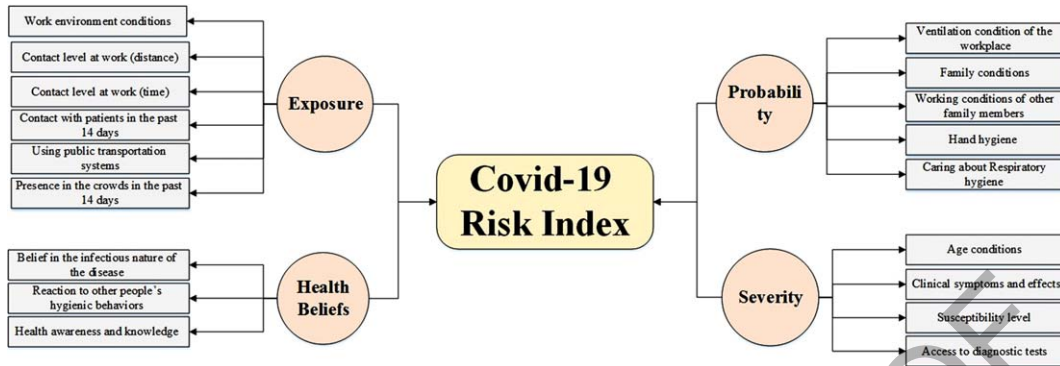 Work environment conditions
Contact level at work (distance)
Contact level at work (time)
Contact with patients in the past
14 days
Using public transportation
systems
Presence in the crowds in the past
14 days
Exposure
Belief in the infectious nature of
the disease
Reaction to other people's
hygienic behaviors
Health awareness and knowledge
Health
Beliefs
Covid-19
Risk Index
Probabili
ty
Ventilation condition of the
workplace
Family conditions
Working conditions of other
family members
Hand hygiene
Caring about Respiratory
hygiene
Severity
Age conditions
Clinical symptoms and effects
Susceptibility level
Access to diagnostic tests